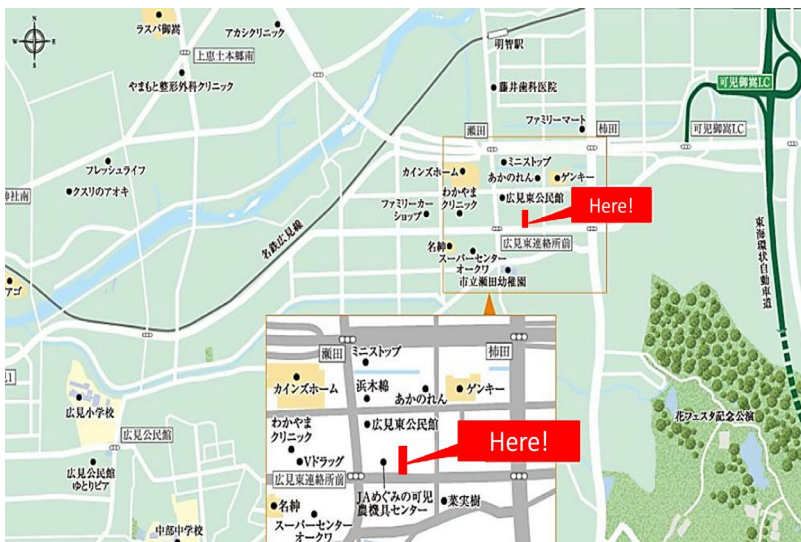 ラスパ御嵩
アカシクリニック
上恵土本郷南
やまもと整形外科クリニック
明智駅
藤井歯科医院
可児御嵩I.C
ファミリーマート
瀬田
柿田
可児御嵩I.C
フレッシュライフ
クスリのアオキ
神社南
カインズホーム
ミニストップ
あかのれん
ゲンキー
わかやま
クリニック
広見東公民館
Here!
ファミリーカー
ショップ
名鉄広見線
広見東連絡所前
名紳
スーパーセンター
オークワ
市立瀬田幼稚園
東海環状自動車道
アゴ
瀬田
ミニストップ
柿田
カインズホーム
浜木綿
あかのれん
ゲンキー
わかやま
クリニック
広見東公民館
Here!
Vドラッグ
広見東連絡所前
JAめぐみの可児
農機具センター
菜実樹
名紳
スーパーセンター
オークワ
花フェスタ記念公演
広見小学校
広見公民館
広見公民館
ゆとりピア
中部中学校